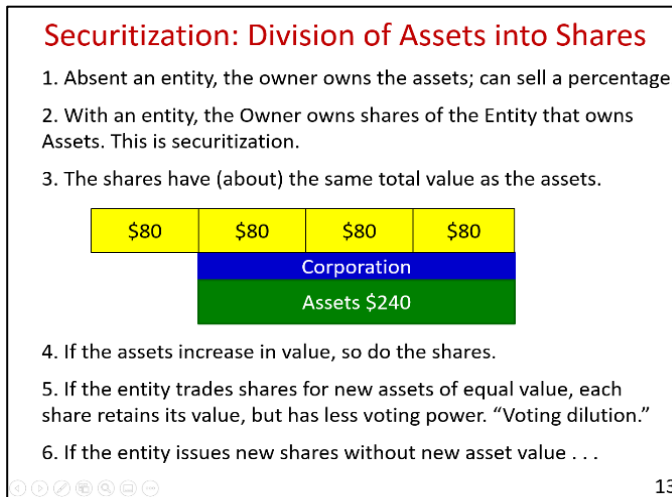 Securitization: Division of Assets into Shares
1. Absent an entity, the owner owns the assets; can sell a percentage
2. With an entity, the Owner owns shares of the Entity that owns
Assets. This is securitization.
3. The shares have (about) the same total value as the assets.
$80 $80 $80 $80
Corporation
Assets $240
4. If the assets increase in value, so do the shares.
5. If the entity trades shares for new assets of equal value, each
share retains its value, but has less voting power. “Voting dilution.”
6. If the entity issues new shares without new asset value . . .
13